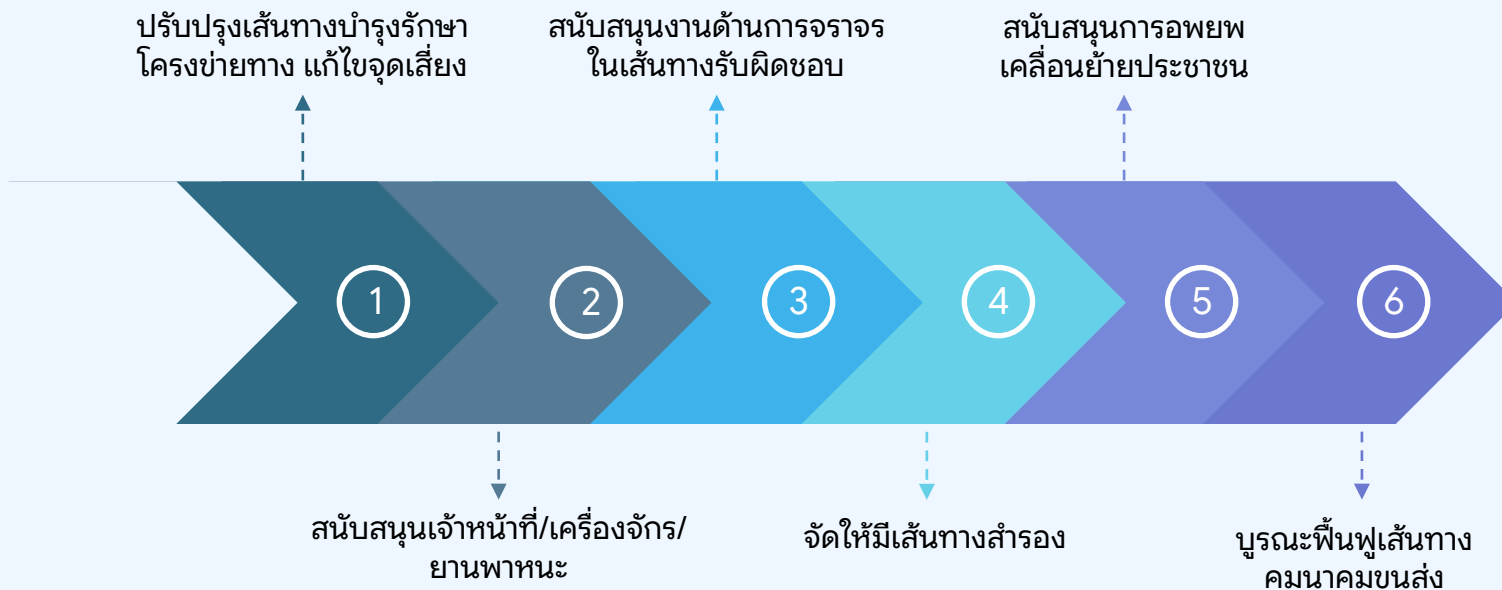 ปรับปรุงเส้นทางบำรุงรักษา
โครงข่ายทาง แก้ไขจุดเสี่ยง
สนับสนุนงานด้านการจราจร
ในเส้นทางรับผิดชอบ
สนับสนุนการอพยพ
เคลื่อนย้ายประชาชน
1
2
3
4
5
6
สนับสนุนเจ้าหน้าที่/เครื่องจักร/
ยานพาหนะ
จัดให้มีเส้นทางสำรอง
บูรณะฟื้นฟูเส้นทาง
คมนาคมขนส่ง